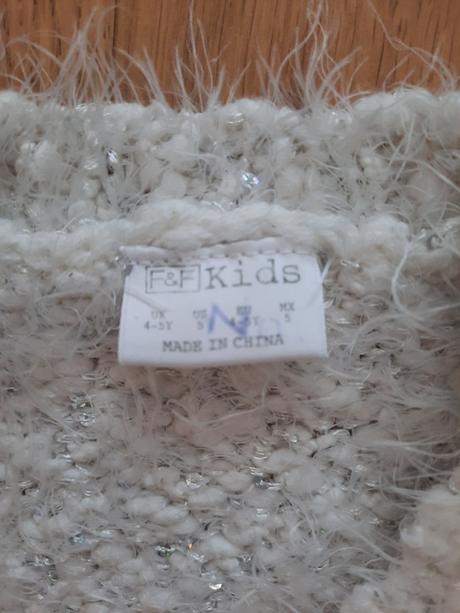 F&F Kids
UK US EU MX
4-5Y 5 5
MADE IN CHINA